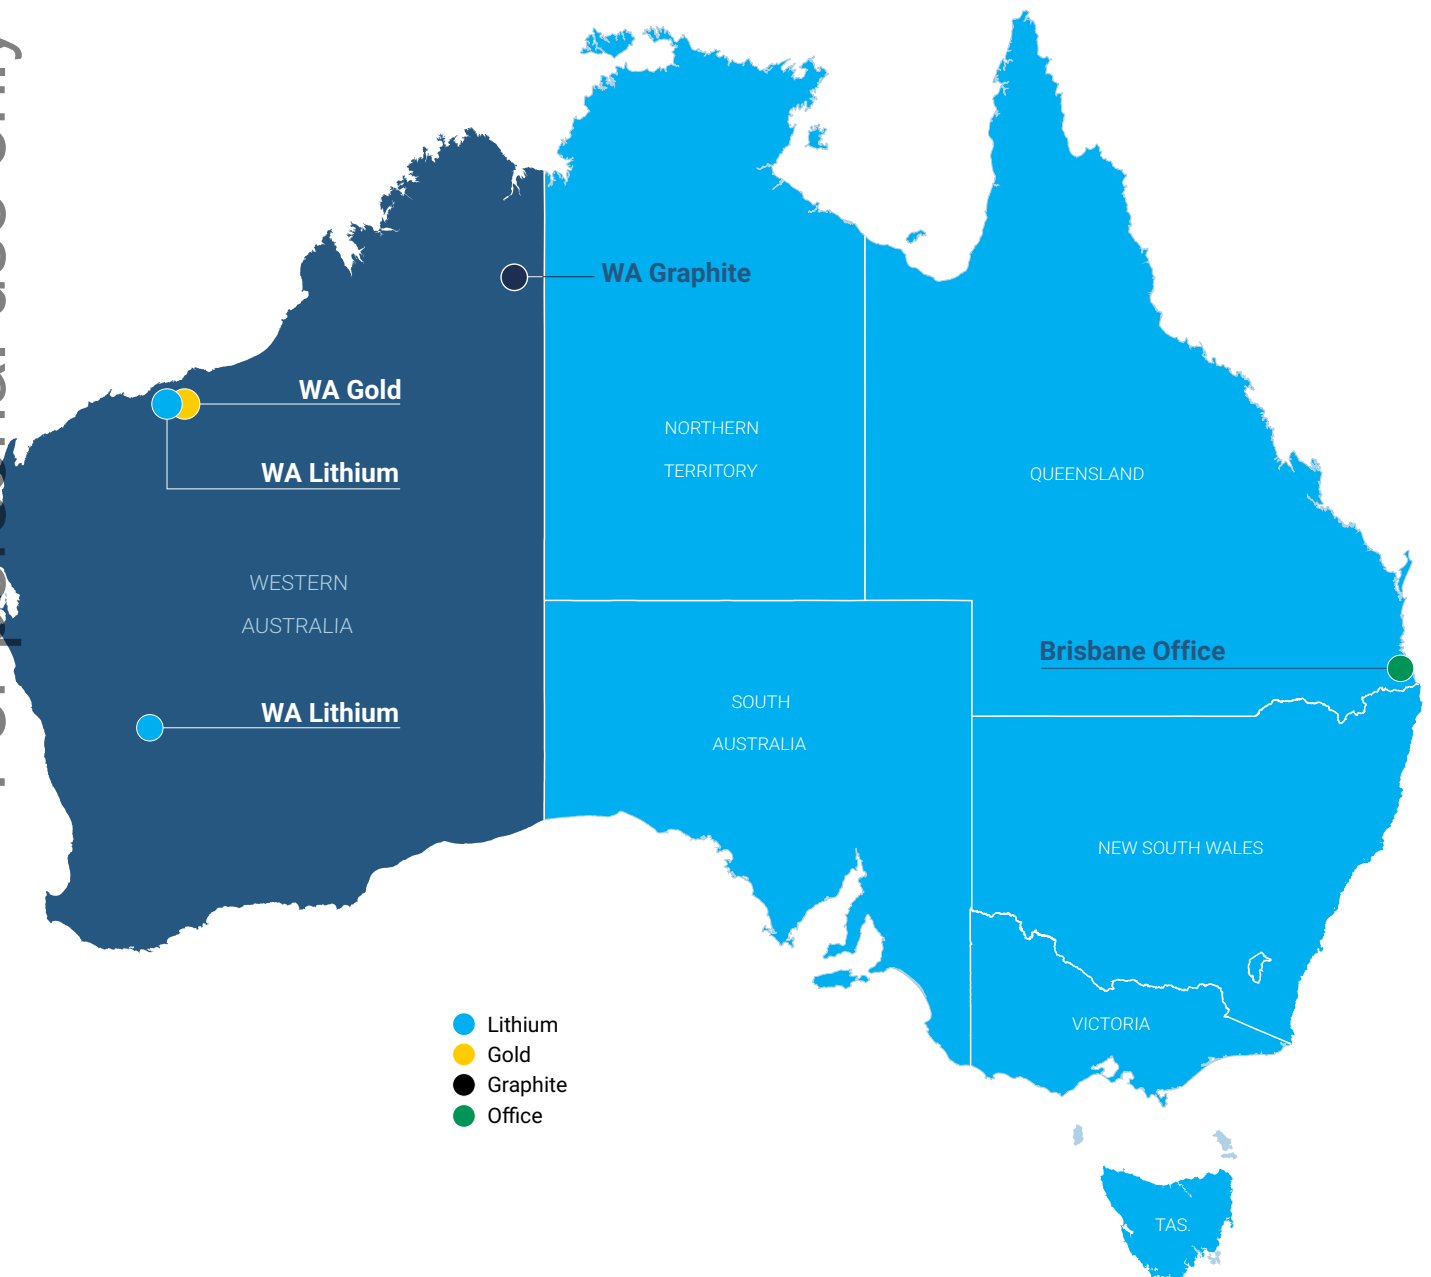 WA Graphite
WA Gold
WA Lithium
NORTHERN
TERRITORY
QUEENSLAND
WESTERN
AUSTRALIA
Brisbane Office
WA Lithium
SOUTH
AUSTRALIA
NEW SOUTH WALES
VICTORIA
Lithium
Gold
Graphite
Office
TAS.